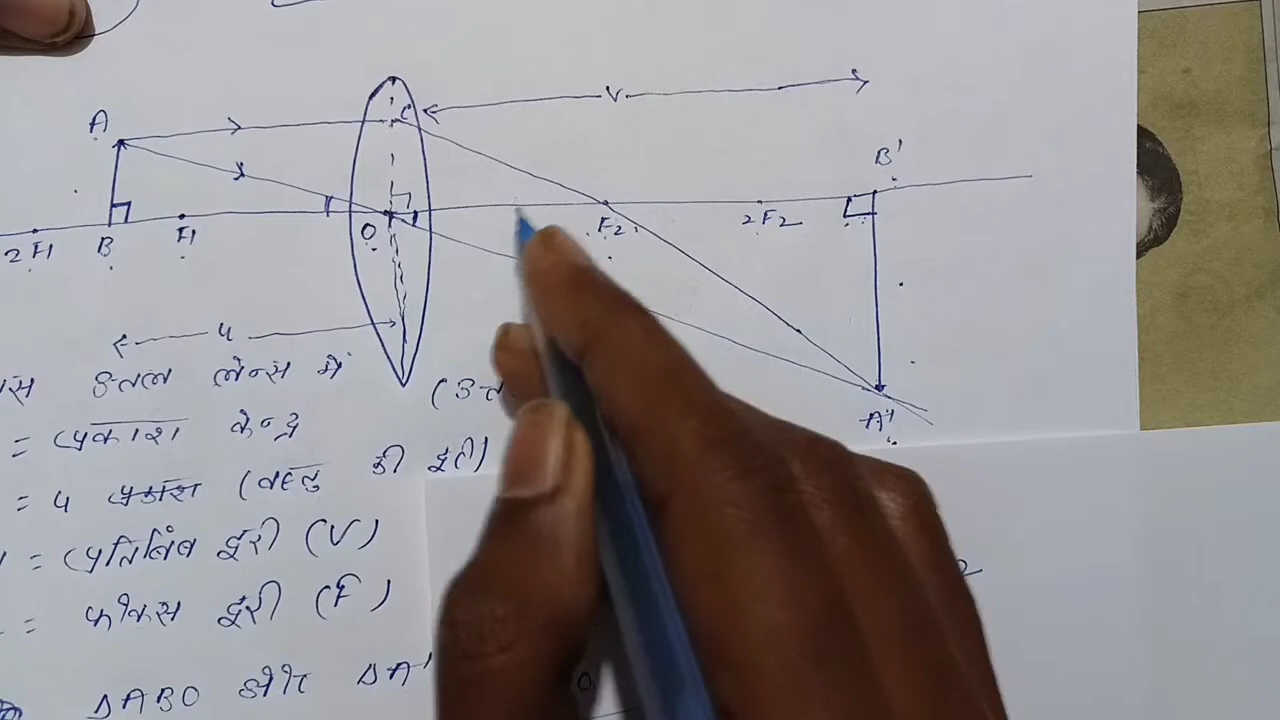 V
A
C
B'
2F1
B
F1
O
F2
2F2
u
A'
उत्तल लेन्स में
= प्रकाश केन्द्र
= u प्रकाश (वस्तु की दूरी)
= प्रतिबिंब दूरी (V)
= फोकस दूरी (F)
ΔABO और ΔA'